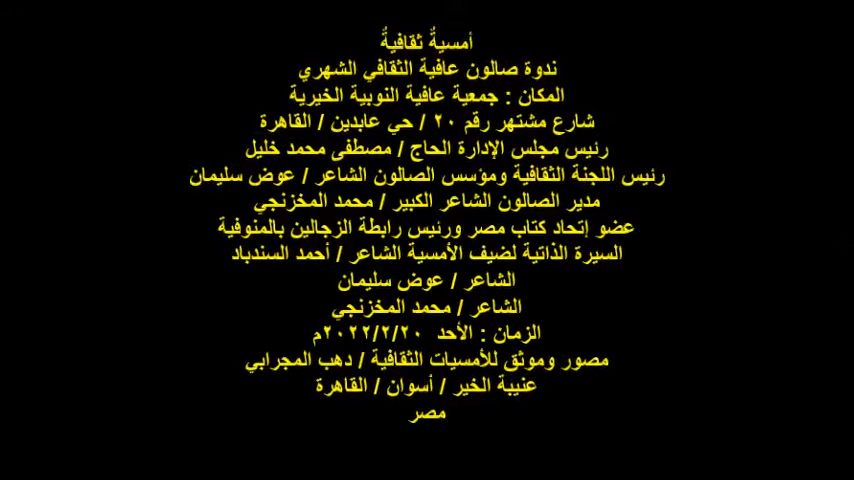 أمسيةٌ ثقافيةٌ
ندوة صالون عافية الثقافي الشهري
المكان : جمعية عافية النوبية الخيرية
شارع مشتهر رقم ٢٠ / حي عابدين / القاهرة
رئيس مجلس الإدارة الحاج / مصطفى محمد خليل
رئيس اللجنة الثقافية ومؤسس الصالون الشاعر / عوض سليمان
مدير الصالون الشاعر الكبير / محمد المخزنجي
عضو إتحاد كتاب مصر ورئيس رابطة الزجالين بالمنوفية
السيرة الذاتية لضيف الأمسية الشاعر / أحمد السندباد
الشاعر / عوض سليمان
الشاعر / محمد المخزنجي
الزمان : الأحد ٢٠٢٢/٢/٢٠م
مصور وموثق للأمسيات الثقافية / دهب المجرابي
عنيبة الخير / أسوان / القاهرة
مصر